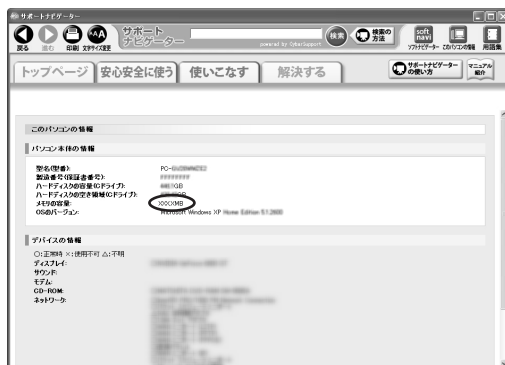 サポートナビゲーター
戻る 進む 印刷 文字サイズ変更
サポート
ナビゲーター
powered by CyberSupport
検索
検索の
方法
soft
navi
ソフトナビゲーター このパソコンの情報 用語集
トップページ 安心安全に使う 使いこなす 解決する
サポートナビゲーター
の使い方
マニュアル
紹介
このパソコンの情報
パソコン本体の情報
型名(型番): PC-
製造番号(保証書番号):
ハードディスクの容量(Cドライブ): GB
ハードディスクの空き領域(Cドライブ): GB
メモリの容量: XXXXMB
OSのバージョン: Microsoft Windows XP Home Edition 5.1.2600
デバイスの情報
○:正常時 ×:使用不可 △:不明
ディスプレイ:
サウンド:
モデム:
CD-ROM:
ネットワーク: